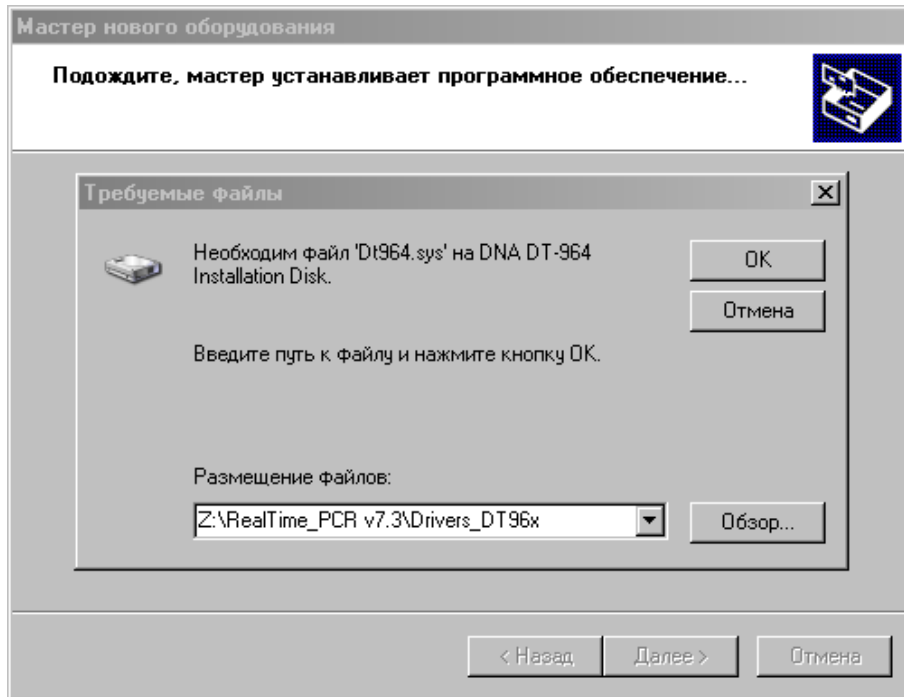 Мастер нового оборудования
Подождите, мастер устанавливает программное обеспечение...
Требуемые файлы
Необходим файл 'Dt964.sys' на DNA DT-964
Installation Disk.
OK
Отмена
Введите путь к файлу и нажмите кнопку OK.
Размещение файлов:
Z:\RealTime_PCR v7.3\Drivers_DT96x
Обзор...
< Назад
Далее >
Отмена